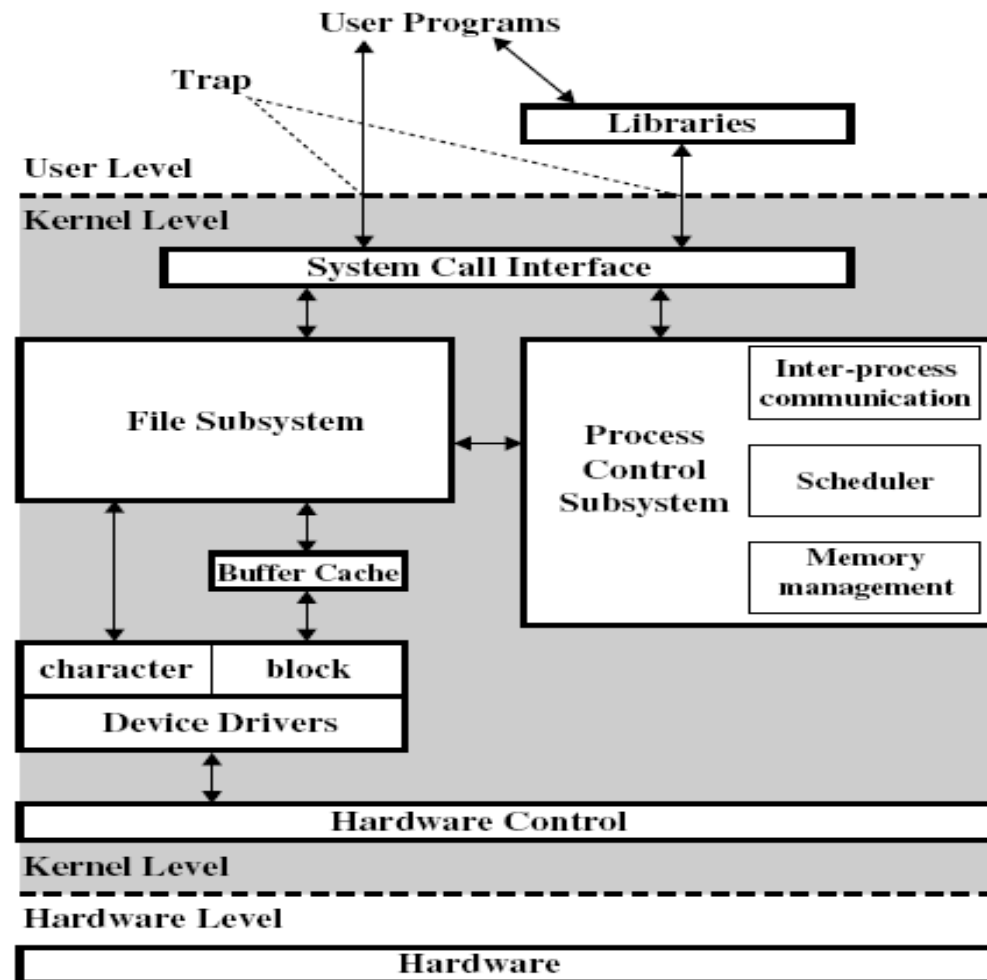 User Programs
Trap
Libraries
User Level
Kernel Level
System Call Interface
File Subsystem
Inter-process
communication
Process
Control
Subsystem
Scheduler
Memory
management
Buffer Cache
character
block
Device Drivers
Hardware Control
Kernel Level
Hardware Level
Hardware